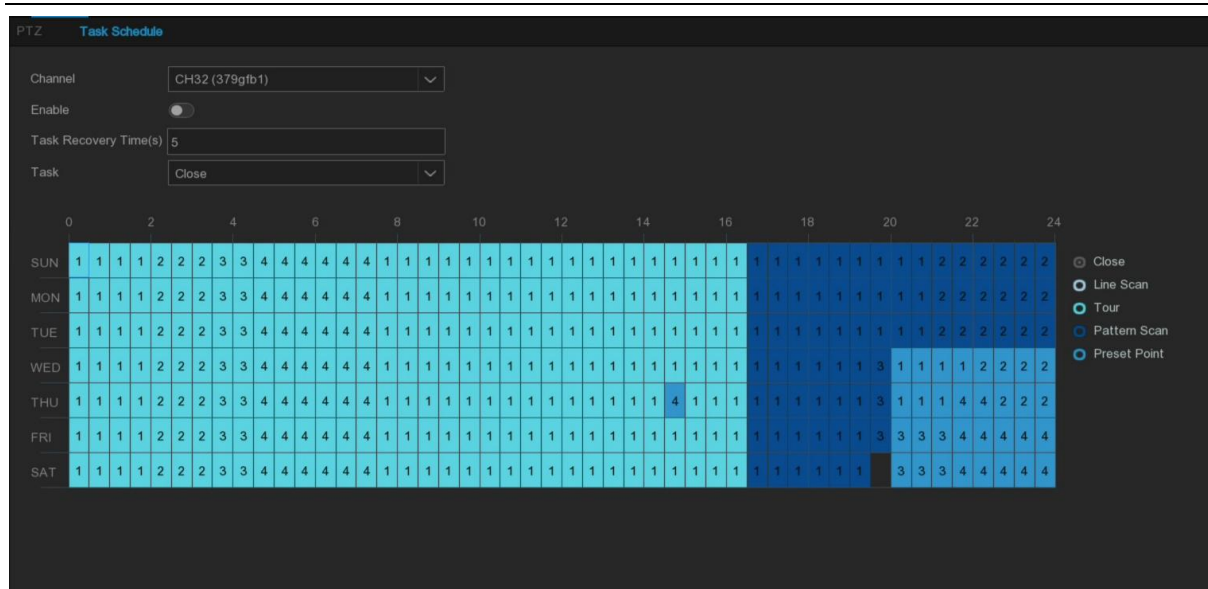 PTZ Task Schedule
Channel CH32 (379gfb1)
Enable
Task Recovery Time(s) 5
Task Close
0 2 4 6 8 10 12 14 16 18 20 22 24
SUN 1 1 1 1 2 2 2 3 3 4 4 4 4 4 4 1 1 1 1 1 1 1 1 1 1 1 1 1 1 1 1 1 1 1 1 1 1 1 1 1 1 1 2 2 2 2 2 2
MON 1 1 1 1 2 2 2 3 3 4 4 4 4 4 4 1 1 1 1 1 1 1 1 1 1 1 1 1 1 1 1 1 1 1 1 1 1 1 1 1 1 1 2 2 2 2 2 2
TUE 1 1 1 1 2 2 2 3 3 4 4 4 4 4 4 1 1 1 1 1 1 1 1 1 1 1 1 1 1 1 1 1 1 1 1 1 1 1 1 1 1 1 2 2 2 2 2 2
WED 1 1 1 1 2 2 2 3 3 4 4 4 4 4 4 1 1 1 1 1 1 1 1 1 1 1 1 1 1 1 1 1 1 1 1 1 1 1 1 3 1 1 1 1 2 2 2 2
THU 1 1 1 1 2 2 2 3 3 4 4 4 4 4 4 1 1 1 1 1 1 1 1 1 1 1 1 1 1 4 1 1 1 1 1 1 1 1 1 3 1 1 1 4 4 2 2 2
FRI 1 1 1 1 2 2 2 3 3 4 4 4 4 4 4 1 1 1 1 1 1 1 1 1 1 1 1 1 1 1 1 1 1 1 1 1 1 1 1 3 3 3 3 4 4 4 4 4
SAT 1 1 1 1 2 2 2 3 3 4 4 4 4 4 4 1 1 1 1 1 1 1 1 1 1 1 1 1 1 1 1 1 1 1 1 1 1 1 1 3 3 3 4 4 4 4 4
Close
Line Scan
Tour
Pattern Scan
Preset Point